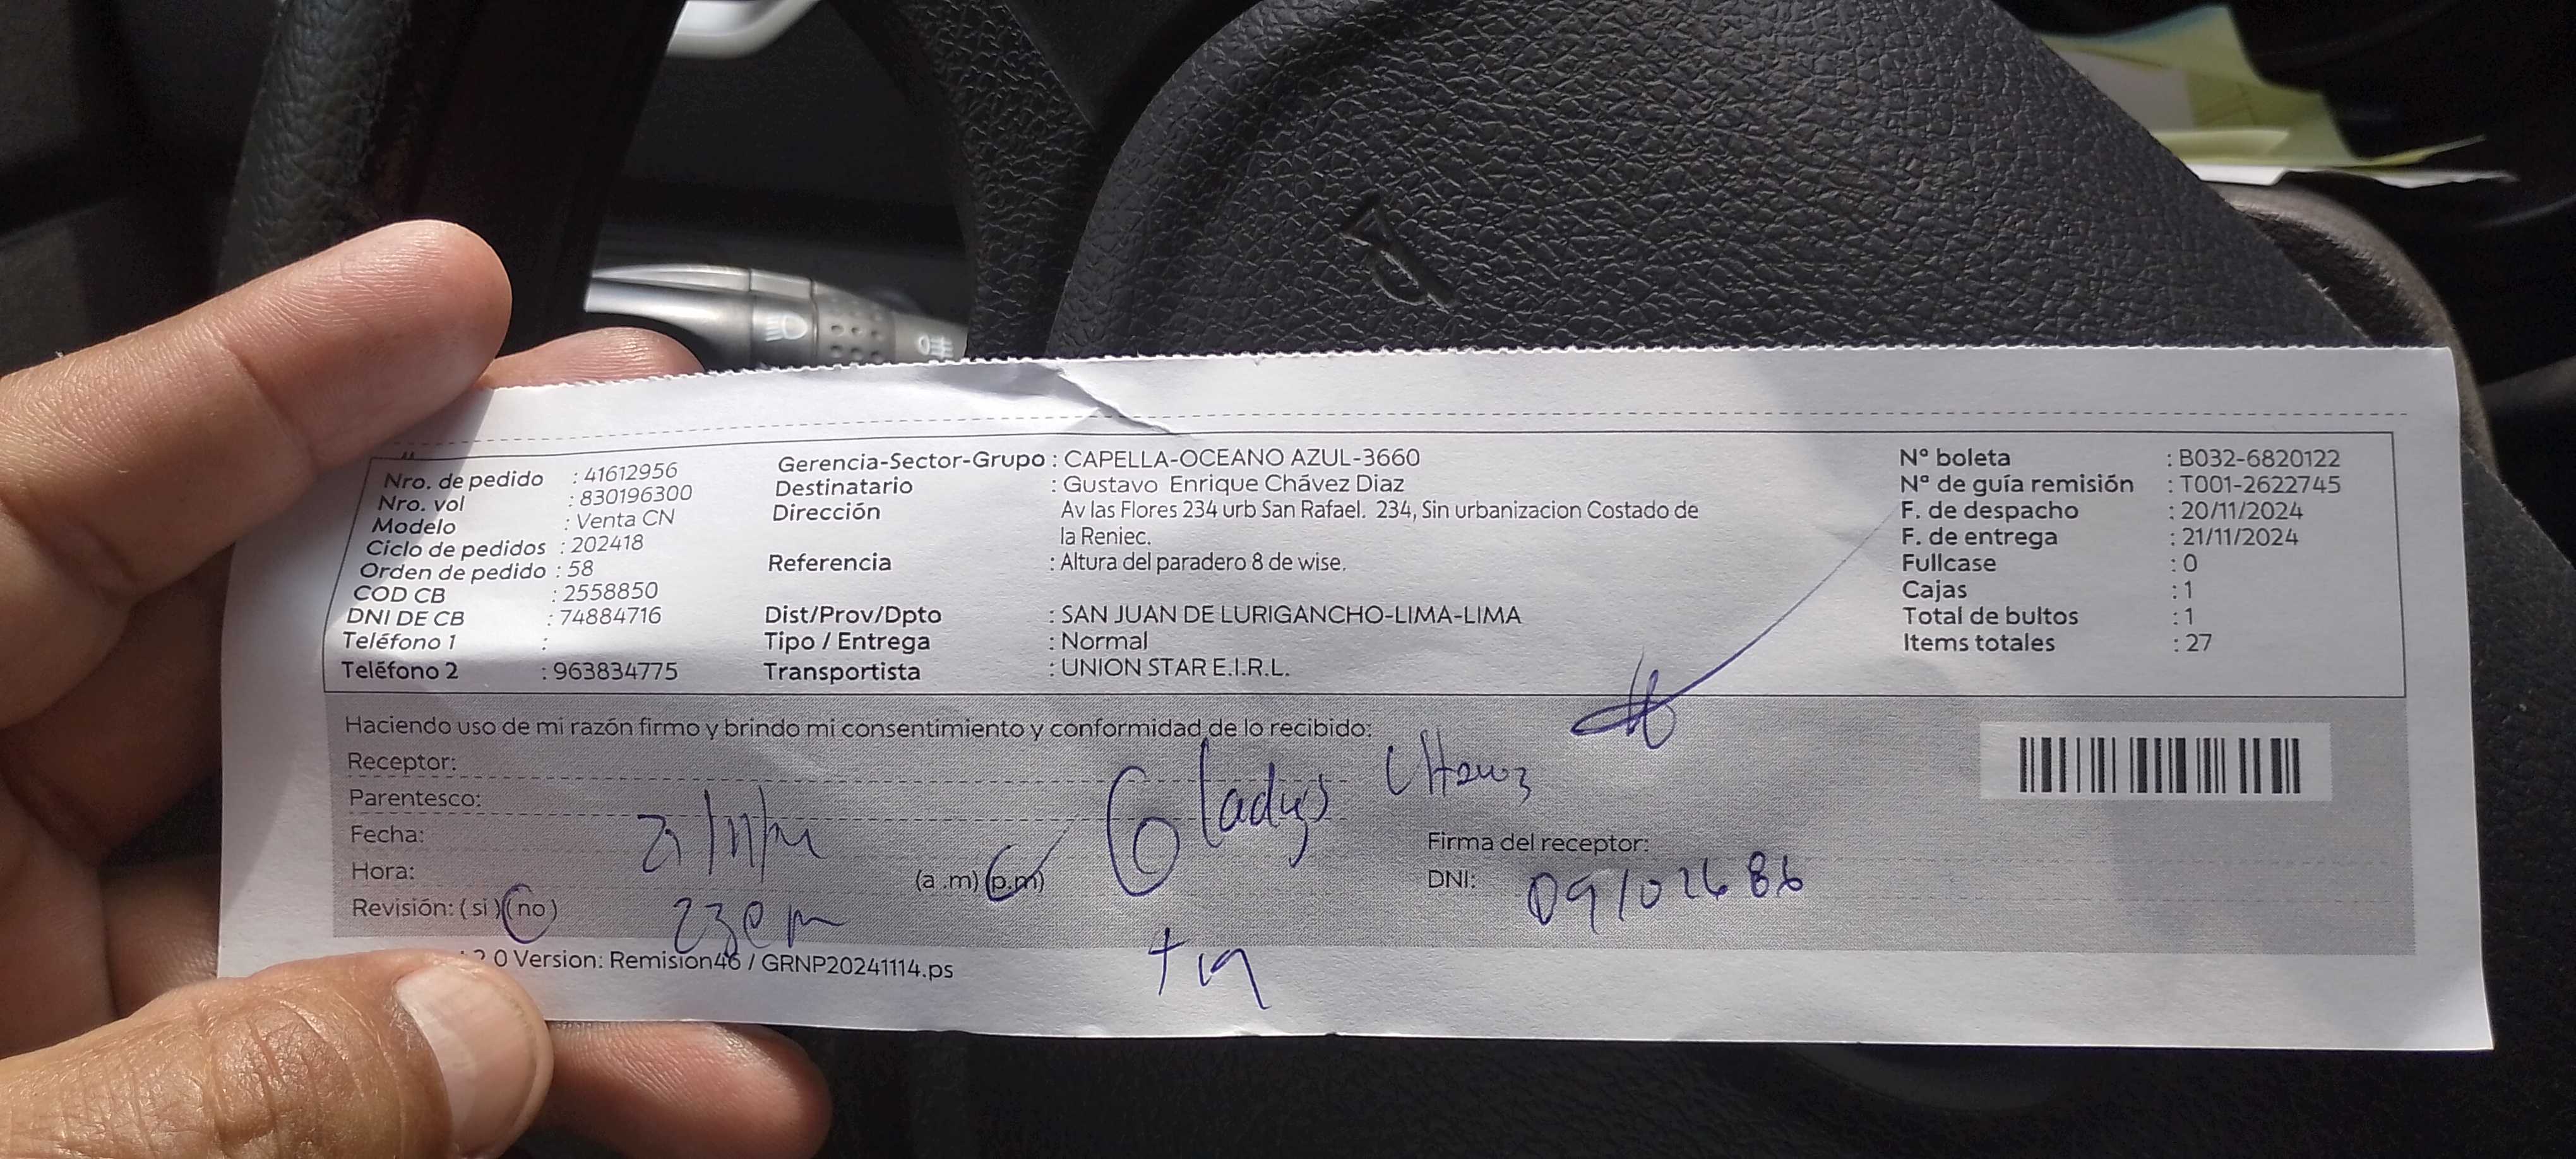 Nro. de pedido : 41612956
Nro. vol : 830196300
Modelo : Venta CN
Ciclo de pedidos : 202418
Orden de pedido : 58
COD CB : 2558850
DNI DE CB : 74884716
Teléfono 1 :
Teléfono 2 : 963834775
Gerencia-Sector-Grupo : CAPELLA-OCEANO AZUL-3660
Destinatario : Gustavo Enrique Chávez Diaz
Dirección : Av las Flores 234 urb San Rafael. 234, Sin urbanizacion Costado de
la Reniec.
Referencia : Altura del paradero 8 de wise.
Dist/Prov/Dpto : SAN JUAN DE LURIGANCHO-LIMA-LIMA
Tipo / Entrega : Normal
Transportista : UNION STAR E.I.R.L.
N° boleta : B032-6820122
N° de guía remisión : T001-2622745
F. de despacho : 20/11/2024
F. de entrega : 21/11/2024
Fullcase : 0
Cajas : 1
Total de bultos : 1
Items totales : 27
Haciendo uso de mi razón firmo y brindo mi consentimiento y conformidad de lo recibido:
Receptor: Gladys
Parentesco:
Fecha:
Hora: (a .m) (p.m)
Revisión: ( si ) (no )
Firma del receptor:
DNI: 09102686
2.0 Version: Remision46 / GRNP20241114.ps